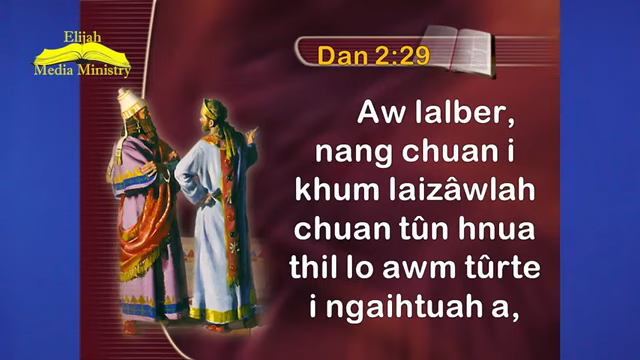 Elijah
Media Ministry
Dan 2:29
Aw lalber,
nang chuan i
khum laizâwlah
chuan tûn hnua
thil lo awm tûrte
i ngaihtuah a,